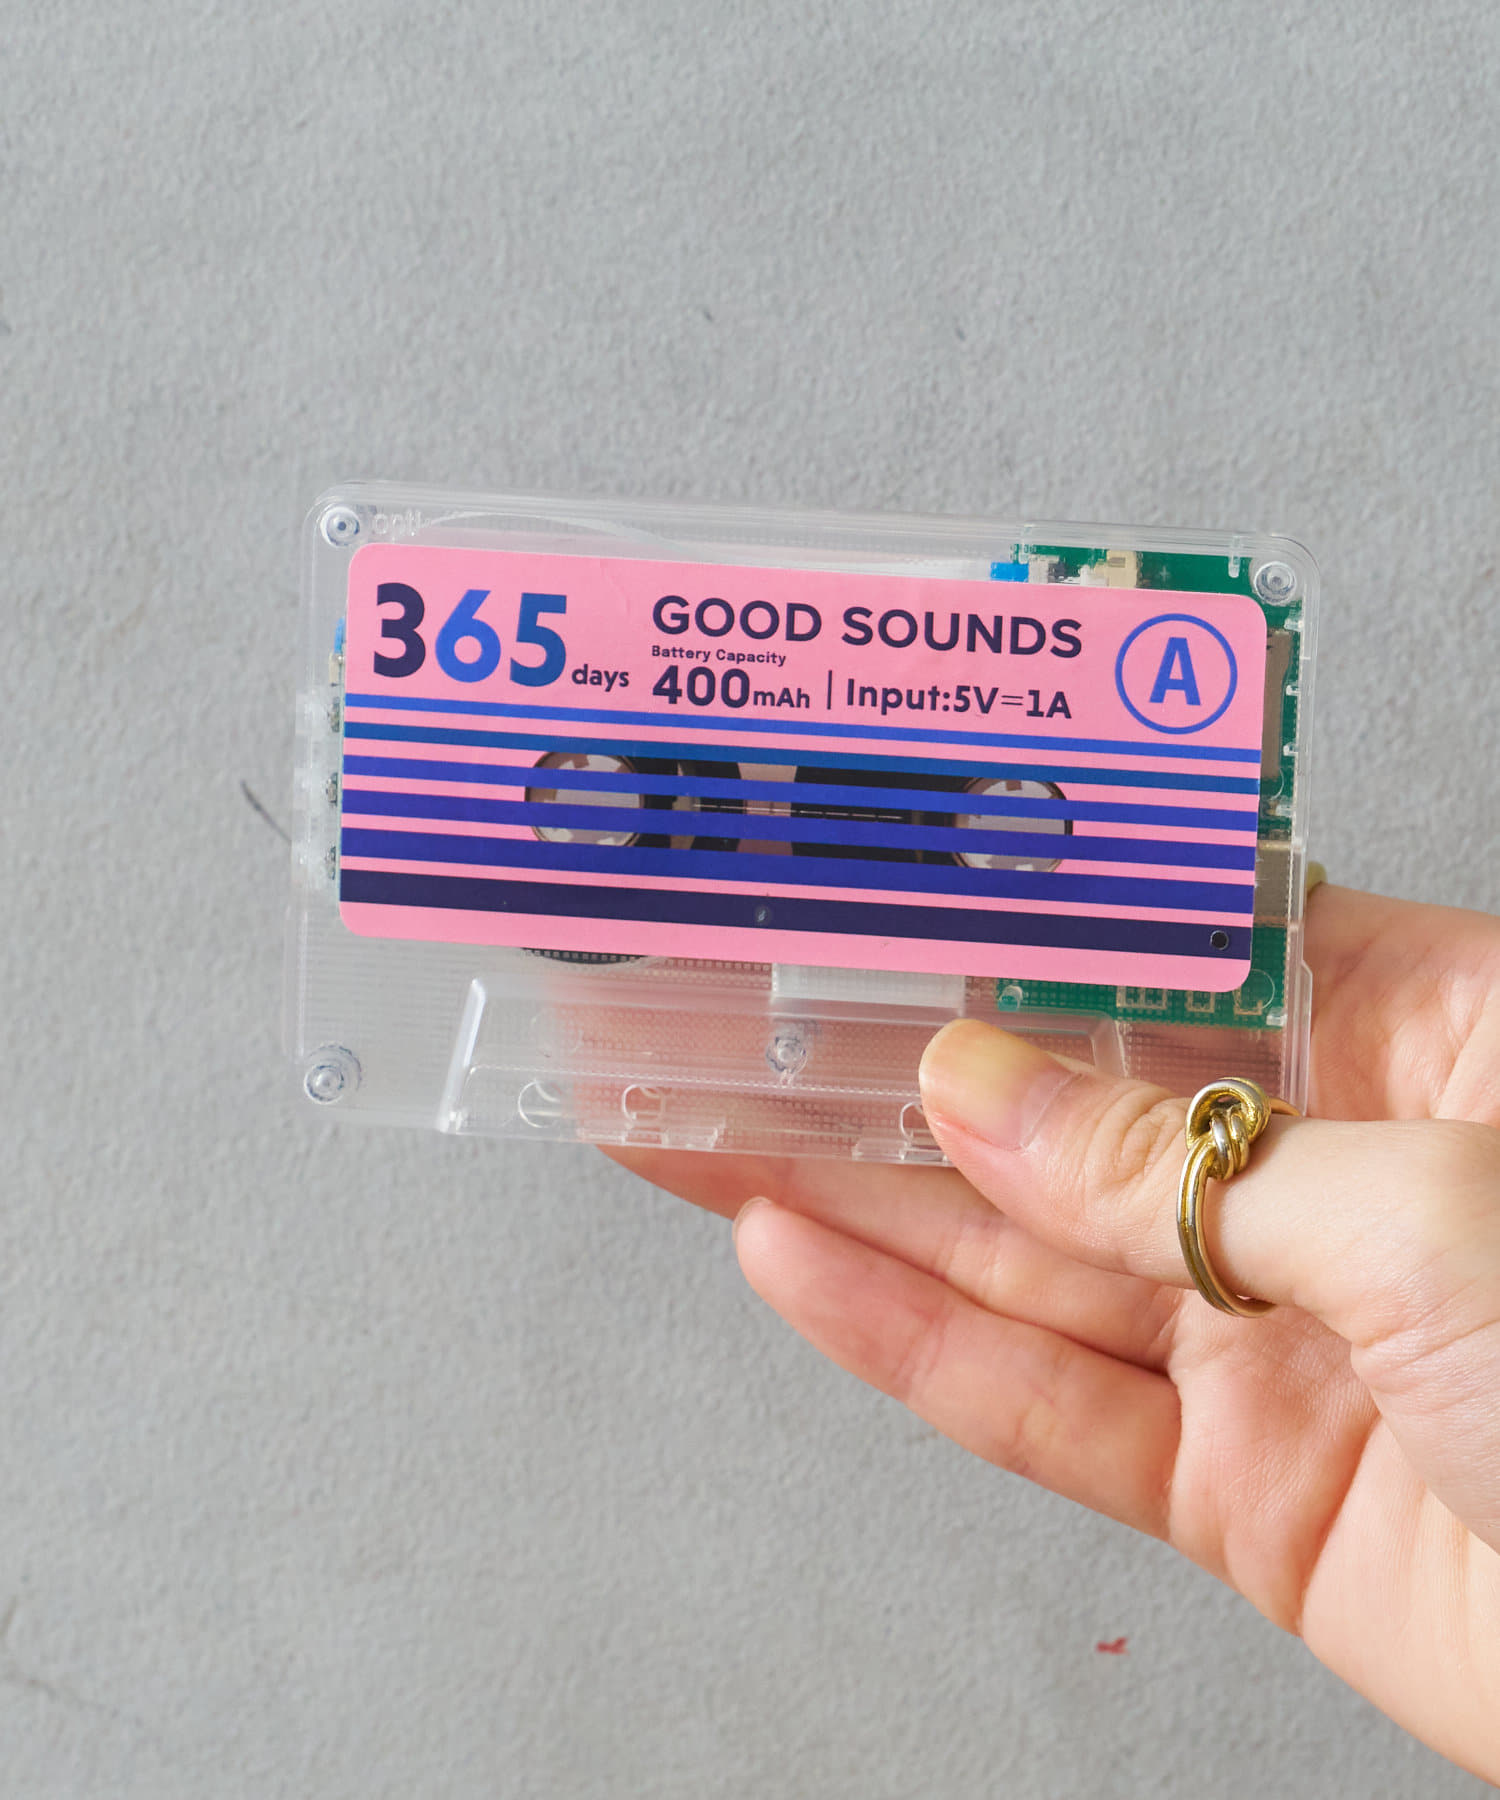 365 days
GOOD SOUNDS
Battery Capacity
400mAh | Input:5V=1A
A